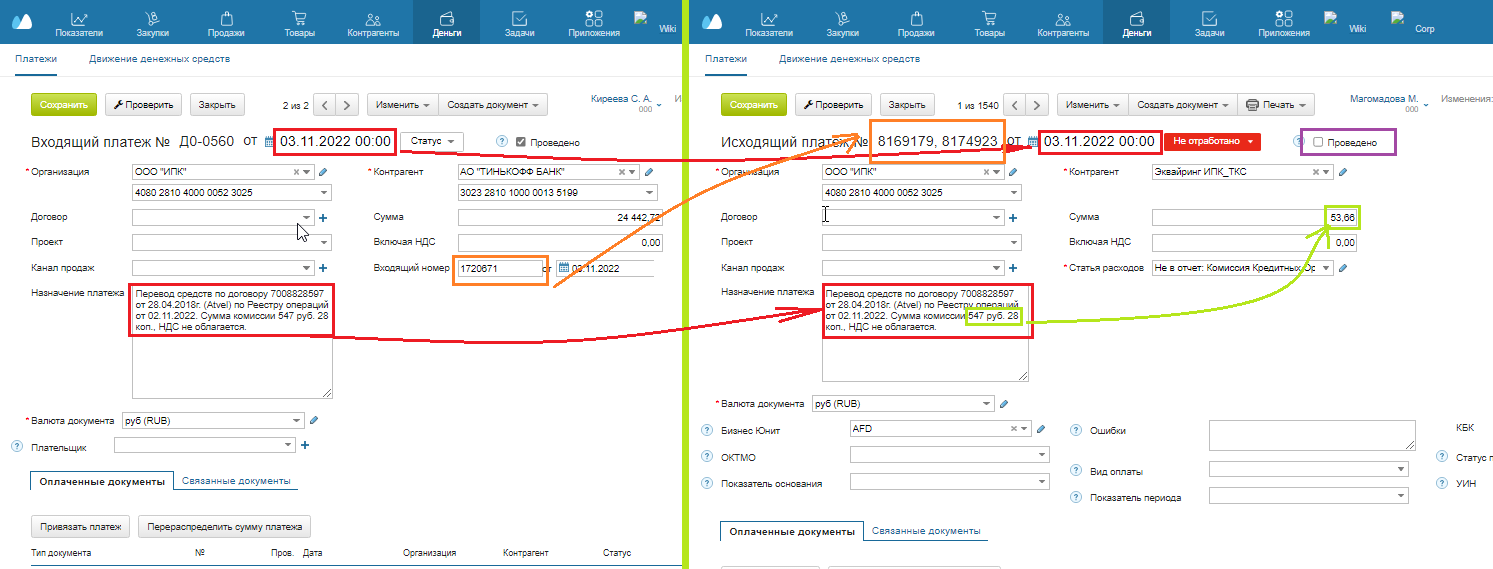 Показатели
Закупки
Продажи
Товары
Контрагенты
Деньги
Задачи
Приложения
Wiki
Платежи
Движение денежных средств
Сохранить
Проверить
Закрыть
2 из 2
Изменить
Создать документ
Киреева С. А.
000
Входящий платеж №
Д0-0560
от
03.11.2022 00:00
Статус
Проведено
Организация
ООО "ИПК"
Контрагент
АО "ТИНЬКОФФ БАНК"
4080 2810 4000 0052 3025
3023 2810 1000 0013 5199
Договор
Сумма
24 442,72
Проект
Включая НДС
0,00
Канал продаж
Входящий номер
1720671
от
03.11.2022
Назначение платежа
Перевод средств по договору 7008828597
от 28.04.2018г. (Atvel) по Реестру операций
от 02.11.2022. Сумма комиссии 547 руб. 28
коп., НДС не облагается.
Валюта документа
руб (RUB)
Плательщик
Оплаченные документы
Связанные документы
Привязать платеж
Перераспределить сумму платежа
Тип документа
№
Пров.
Дата
Организация
Контрагент
Статус
Показатели
Закупки
Продажи
Товары
Контрагенты
Деньги
Задачи
Приложения
Wiki
Corp
Платежи
Движение денежных средств
Сохранить
Проверить
Закрыть
1 из 1540
Изменить
Создать документ
Печать
Магомадова М.
000
Изменения:
Исходящий платеж №
8169179, 8174923
от
03.11.2022 00:00
Не отработано
Проведено
Организация
ООО "ИПК"
Контрагент
Эквайринг ИПК_ТКС
4080 2810 4000 0052 3025
Договор
Сумма
53,66
Проект
Включая НДС
0,00
Канал продаж
Статья расходов
Не в отчет: Комиссия Кредитных Ор
Назначение платежа
Перевод средств по договору 7008828597
от 28.04.2018г. (Atvel) по Реестру операций
от 02.11.2022. Сумма комиссии 547 руб. 28
коп., НДС не облагается.
Валюта документа
руб (RUB)
Бизнес Юнит
AFD
Ошибки
КБК
ОКТМО
Вид оплаты
Статус п
Показатель основания
Показатель периода
УИН
Оплаченные документы
Связанные документы